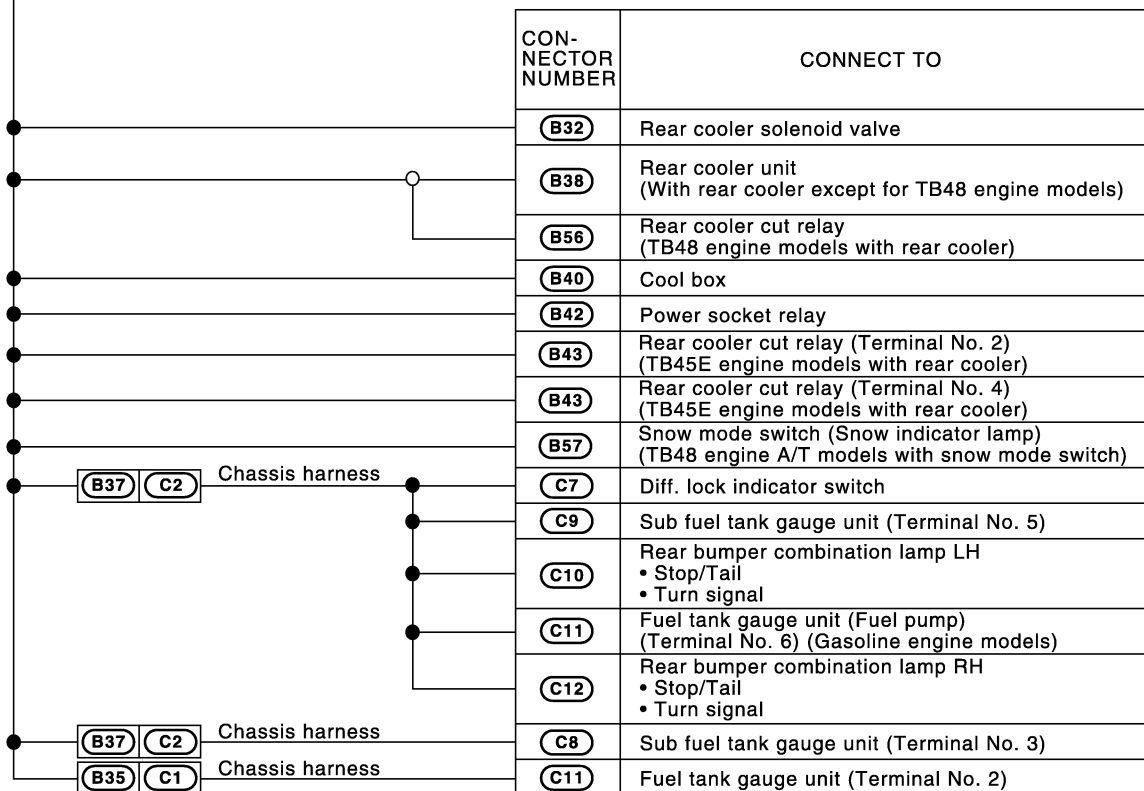 CON-
NECTOR
NUMBER
CONNECT TO
B32 Rear cooler solenoid valve
B38 Rear cooler unit
(With rear cooler except for TB48 engine models)
B56 Rear cooler cut relay
(TB48 engine models with rear cooler)
B40 Cool box
B42 Power socket relay
B43 Rear cooler cut relay (Terminal No. 2)
(TB45E engine models with rear cooler)
B43 Rear cooler cut relay (Terminal No. 4)
(TB45E engine models with rear cooler)
B57 Snow mode switch (Snow indicator lamp)
(TB48 engine A/T models with snow mode switch)
B37 C2 Chassis harness C7 Diff. lock indicator switch
C9 Sub fuel tank gauge unit (Terminal No. 5)
C10 Rear bumper combination lamp LH
• Stop/Tail
• Turn signal
C11 Fuel tank gauge unit (Fuel pump)
(Terminal No. 6) (Gasoline engine models)
C12 Rear bumper combination lamp RH
• Stop/Tail
• Turn signal
B37 C2 Chassis harness C8 Sub fuel tank gauge unit (Terminal No. 3)
B35 C1 Chassis harness C11 Fuel tank gauge unit (Terminal No. 2)